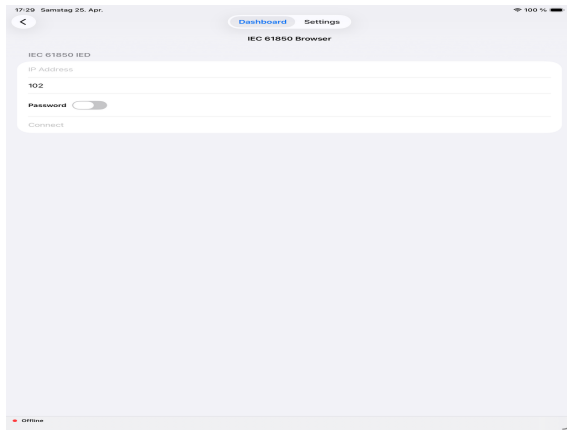 17:29 Samstag 25. Apr. 100 %
Dashboard Settings
IEC 61850 Browser
IEC 61850 IED
IP Address
102
Password
Connect
Offline